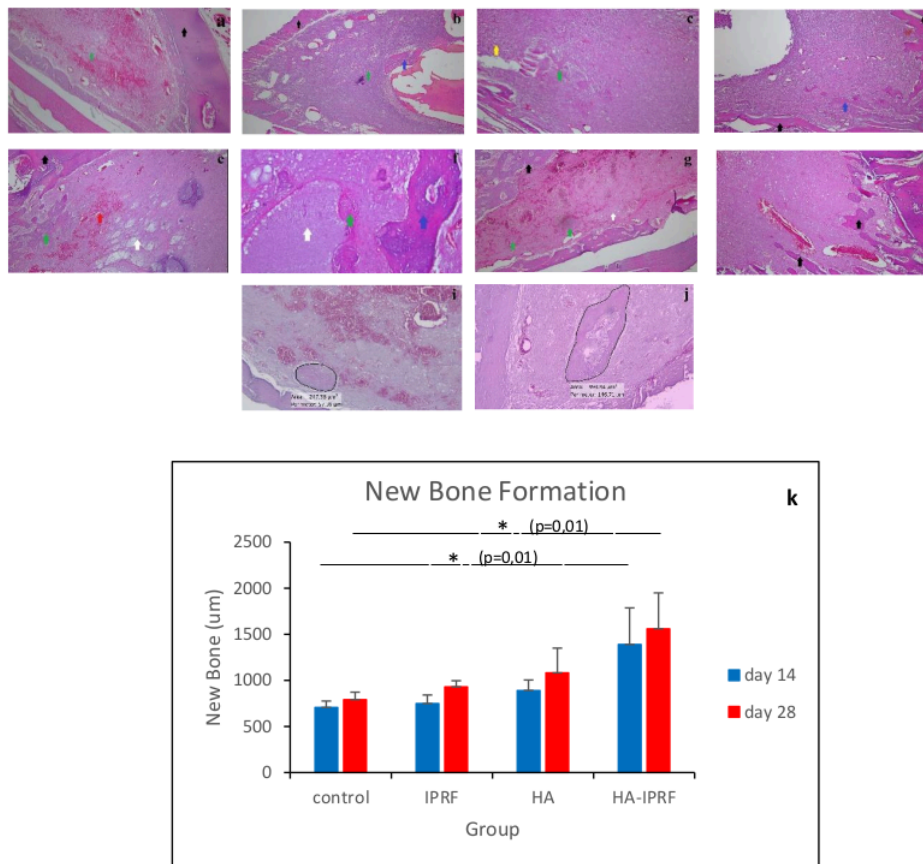 a
b
c
e
f
g
i
j
New Bone Formation
k
* (p=0,01)
* (p=0,01)
2500
2000
1500
1000
500
0
New Bone (um)
day 14
day 28
control IPRF HA HA-IPRF
Group